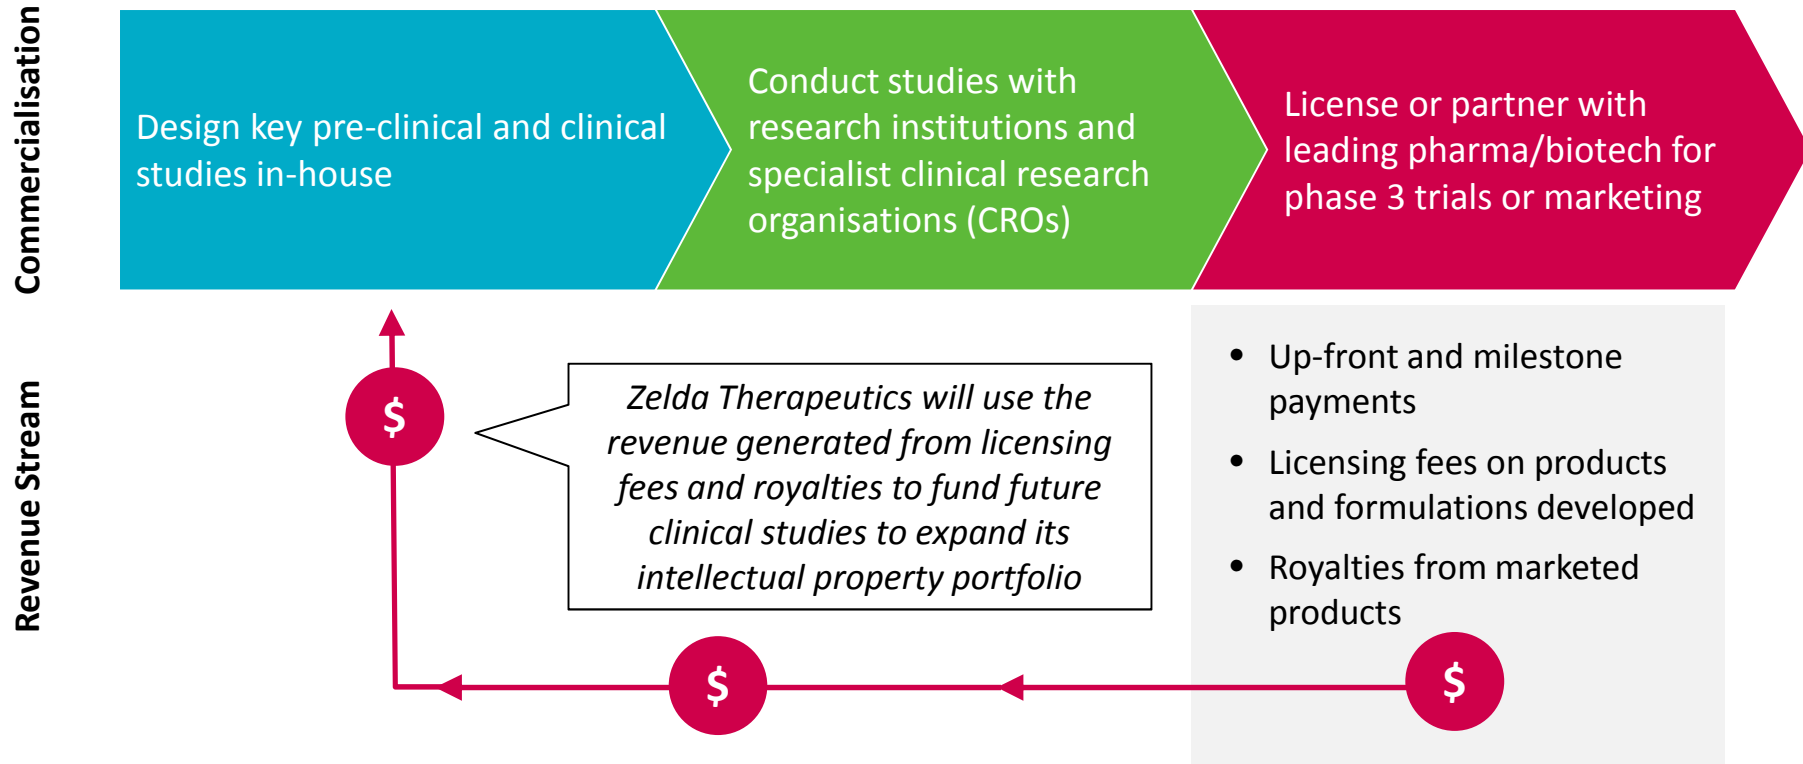 Commercialisation
Design key pre-clinical and clinical
studies in-house
Conduct studies with
research institutions and
specialist clinical research
organisations (CROs)
License or partner with
leading pharma/biotech for
phase 3 trials or marketing
Revenue Stream
$
Zelda Therapeutics will use the
revenue generated from licensing
fees and royalties to fund future
clinical studies to expand its
intellectual property portfolio
• Up-front and milestone
payments
• Licensing fees on products
and formulations developed
• Royalties from marketed
products
$
$